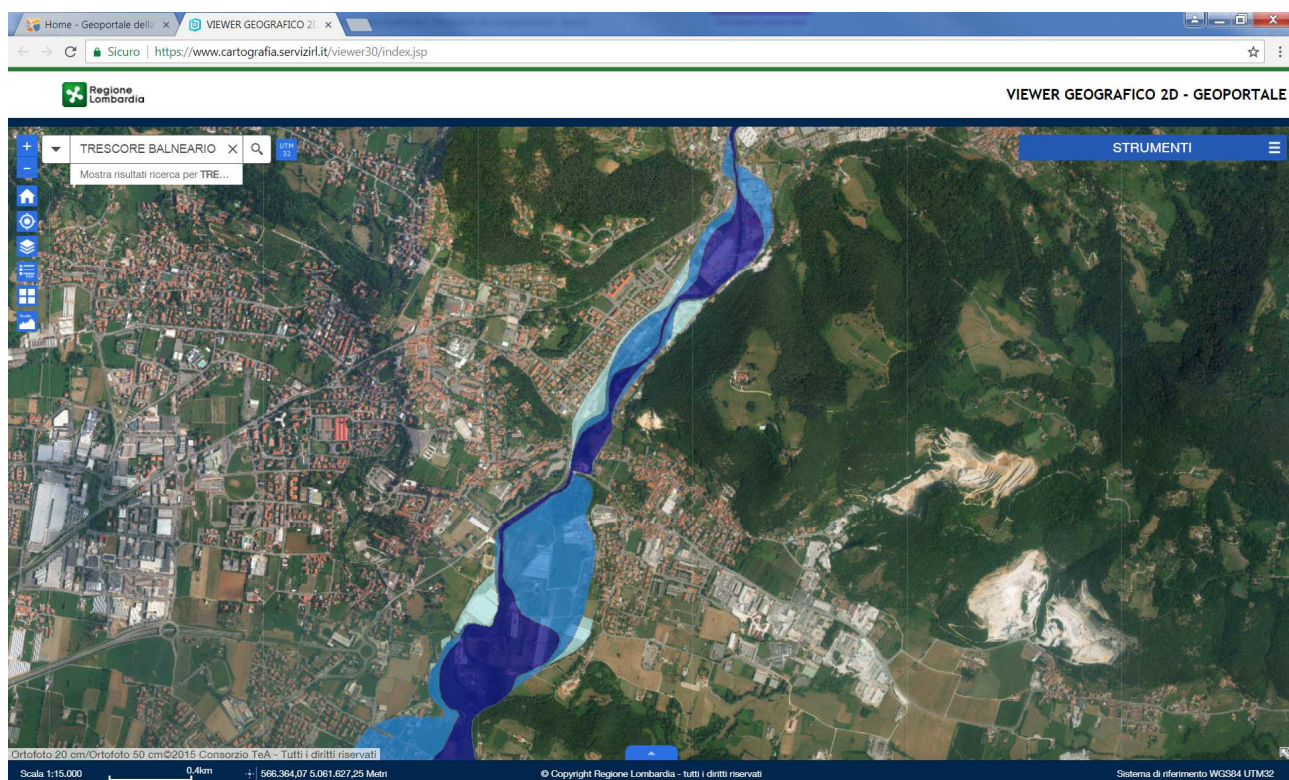 Home - Geoportale della
VIEWER GEOGRAFICO 2D
Sicuro | https://www.cartografia.servizirl.it/viewer30/index.jsp
Regione
Lombardia
VIEWER GEOGRAFICO 2D - GEOPORTALE
TRESCORE BALNEARIO
UTM
32
STRUMENTI
Mostra risultati ricerca per TRE...
Ortofoto 20 cm/Ortofoto 50 cm©2015 Consorzio TeA - Tutti i diritti riservati
Scala 1:15.000
0.4km
566.364,07 5.061.627,25 Metri
© Copyright Regione Lombardia - tutti i diritti riservati
Sistema di riferimento WGS84 UTM32